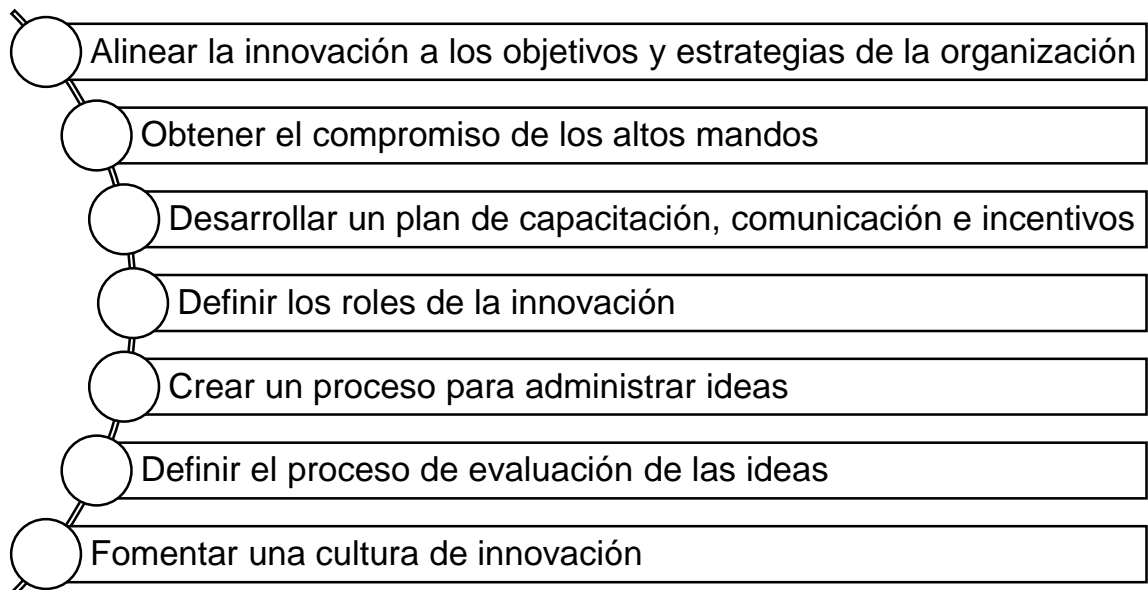 Alinear la innovación a los objetivos y estrategias de la organización
Obtener el compromiso de los altos mandos
Desarrollar un plan de capacitación, comunicación e incentivos
Definir los roles de la innovación
Crear un proceso para administrar ideas
Definir el proceso de evaluación de las ideas
Fomentar una cultura de innovación